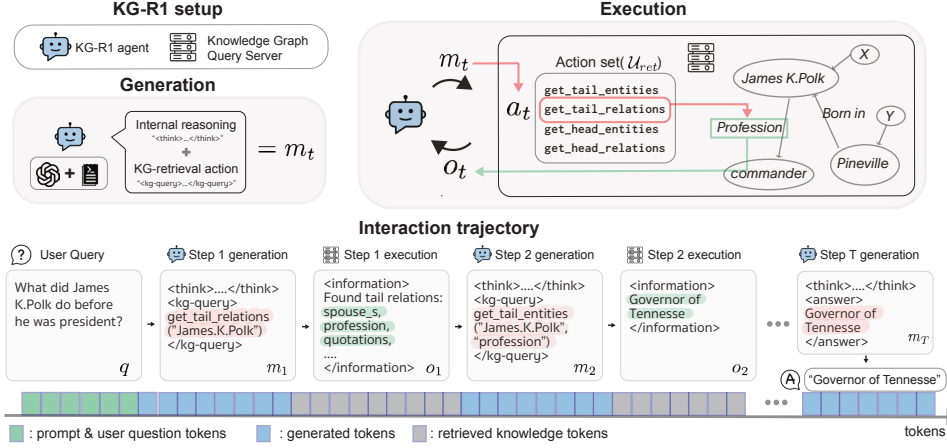 KG-R1 setup
KG-R1 agent
Knowledge Graph
Query Server
Generation
Internal reasoning
"<think>...</think>"
+
KG-retrieval action
"<kg-query>...</kg-query>"
+
= m_t
Execution
m_t
a_t
o_t
Action set(U_ret)
get_tail_entities
get_tail_relations
get_head_entities
get_head_relations
Profession
James K.Polk
X
Born in
Y
Pineville
commander
Interaction trajectory
User Query
What did James
K.Polk do before
he was president?
q
Step 1 generation
<think>....</think>
<kg-query>
get_tail_relations
("James.K.Polk")
</kg-query>
m_1
Step 1 execution
<information>
Found tail relations:
spouse_s,
profession,
quotations,
....
</information>
o_1
Step 2 generation
<think>....</think>
<kg-query>
get_tail_entities
("James.K.Polk",
"profession")
</kg-query>
m_2
Step 2 execution
<information>
Governor of
Tennesse
</information>
o_2
Step T generation
<think>....</think>
<answer>
Governor of
Tennesse
</answer>
m_T
A
"Governor of Tennesse"
tokens
: prompt & user question tokens
: generated tokens
: retrieved knowledge tokens